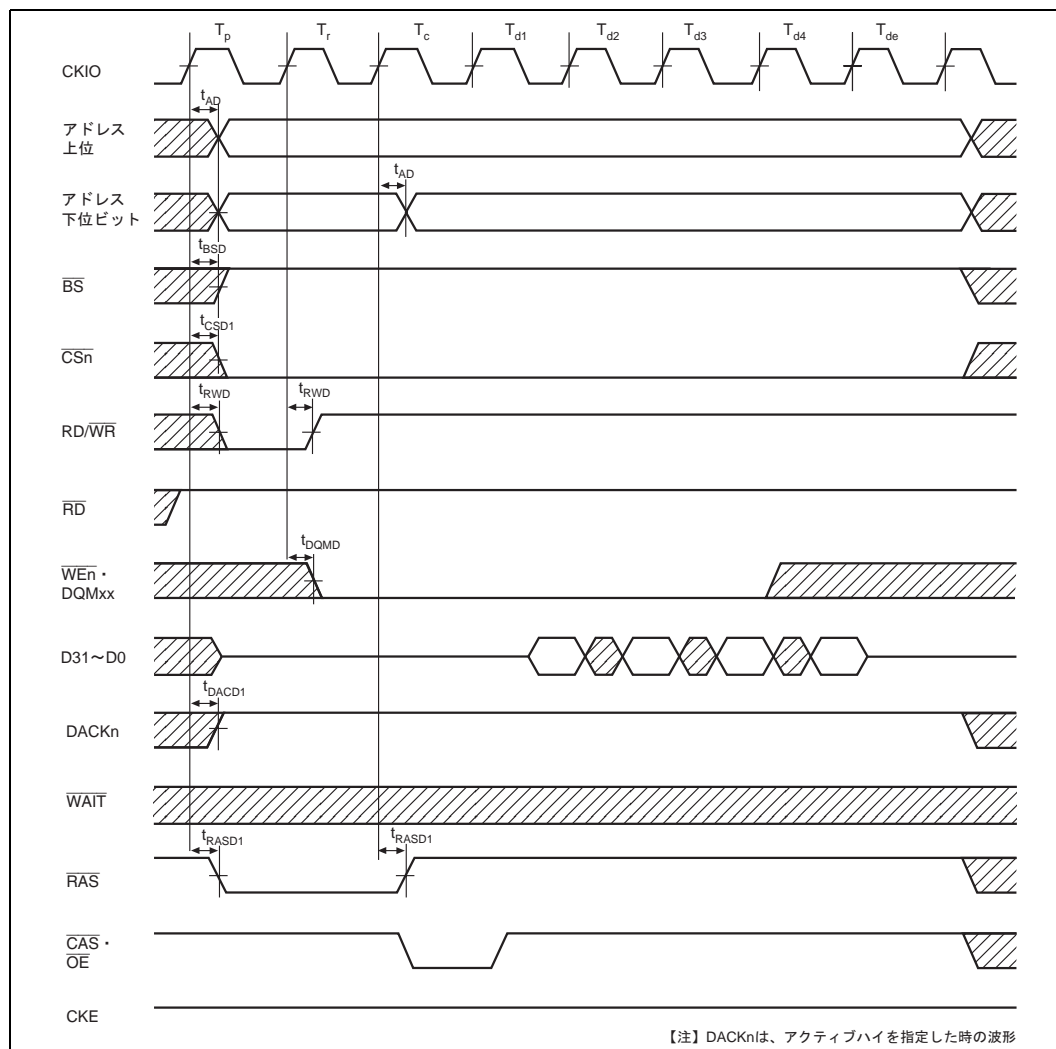 Tp Tr Tc Td1 Td2 Td3 Td4 Tde
CKIO
tAD
アドレス
上位
tAD
アドレス
下位ビット
tBSD
BS
tCSD1
CSn
tRWD tRWD
RD/WR
RD
tDQMD
WEn・
DQMxx
D31～D0
tDACD1
DACKn
WAIT
tRASD1 tRASD1
RAS
CAS・
OE
CKE
【注】DACKnは、アクティブハイを指定した時の波形